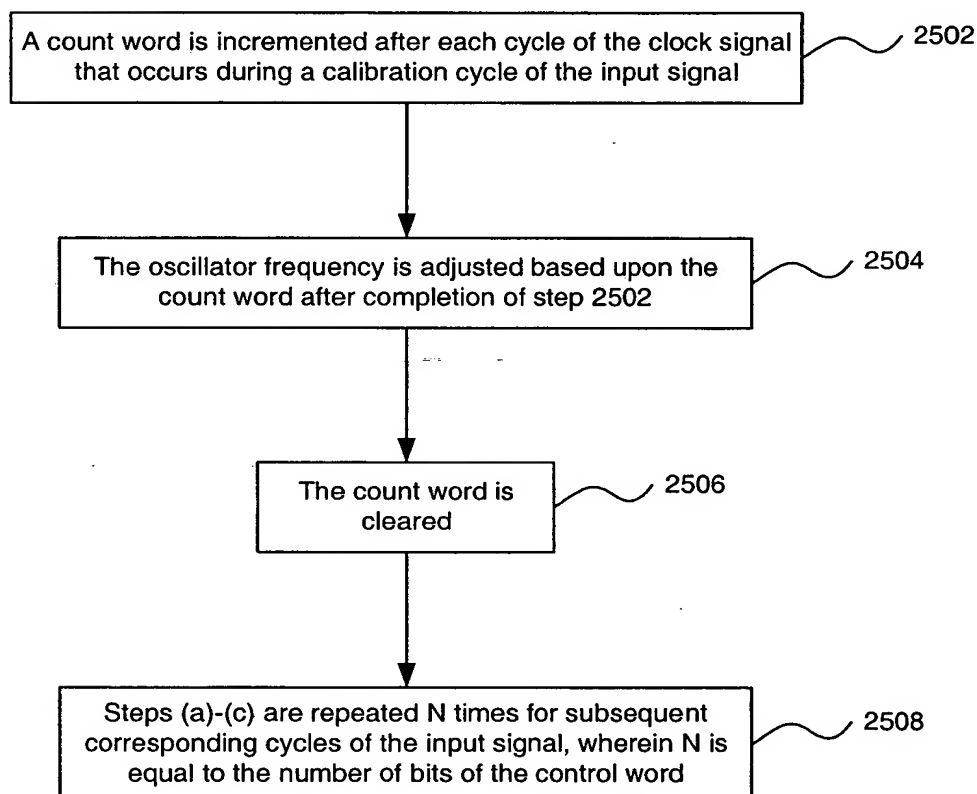 A count word is incremented after each cycle of the clock signal
that occurs during a calibration cycle of the input signal
2502
The oscillator frequency is adjusted based upon the
count word after completion of step 2502
2504
The count word is
cleared
2506
Steps (a)-(c) are repeated N times for subsequent
corresponding cycles of the input signal, wherein N is
equal to the number of bits of the control word
2508